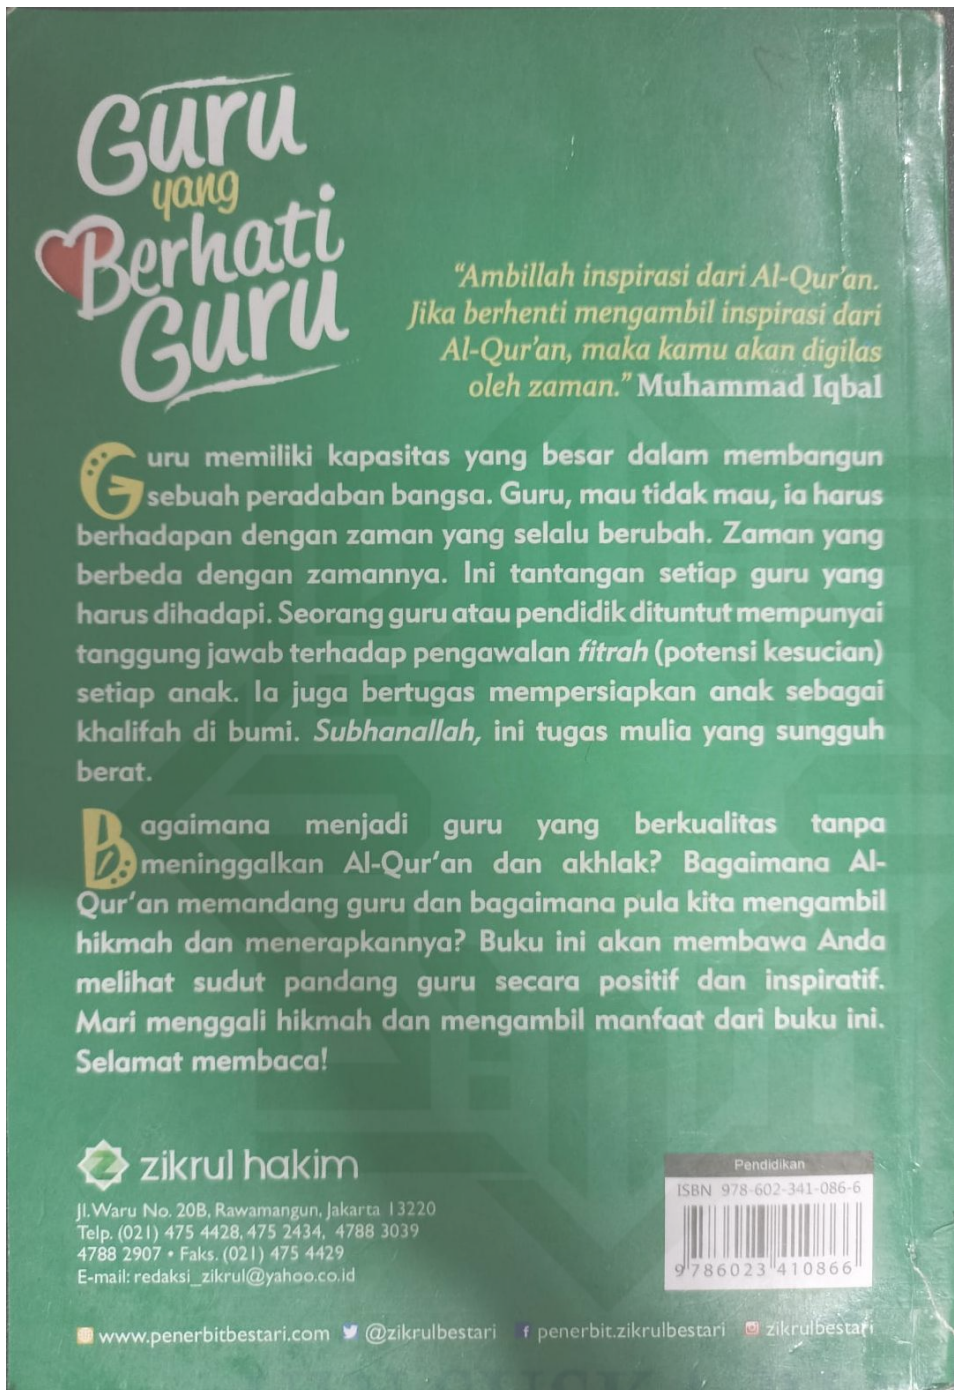 Guru
yang
Berhati
Guru
“Ambillah inspirasi dari Al-Qur’an.
Jika berhenti mengambil inspirasi dari
Al-Qur’an, maka kamu akan digilas
oleh zaman.” Muhammad Iqbal
Guru memiliki kapasitas yang besar dalam membangun
sebuah peradaban bangsa. Guru, mau tidak mau, ia harus
berhadapan dengan zaman yang selalu berubah. Zaman yang
berbeda dengan zamannya. Ini tantangan setiap guru yang
harus dihadapi. Seorang guru atau pendidik dituntut mempunyai
tanggung jawab terhadap pengawalan fitrah (potensi kesucian)
setiap anak. Ia juga bertugas mempersiapkan anak sebagai
khalifah di bumi. Subhanallah, ini tugas mulia yang sungguh
berat.
Bagaimana menjadi guru yang berkualitas tanpa
meninggalkan Al-Qur’an dan akhlak? Bagaimana Al-
Qur’an memandang guru dan bagaimana pula kita mengambil
hikmah dan menerapkannya? Buku ini akan membawa Anda
melihat sudut pandang guru secara positif dan inspiratif.
Mari menggali hikmah dan mengambil manfaat dari buku ini.
Selamat membaca!
zikrul hakim
Jl. Waru No. 20B, Rawamangun, Jakarta 13220
Telp. (021) 475 4428, 475 2434, 4788 3039
4788 2907 • Faks. (021) 475 4429
E-mail: redaksi_zikrul@yahoo.co.id
Pendidikan
ISBN 978-602-341-086-6
9 786023 410866
www.penerbitbestari.com @zikrulbestari penerbit.zikrulbestari zikrulbestari